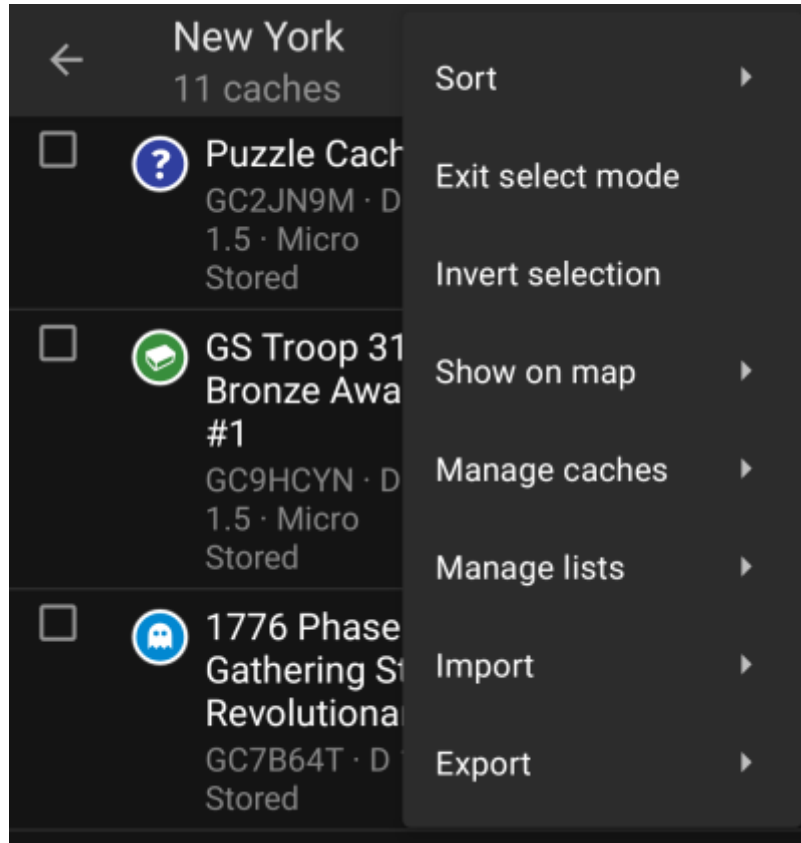 New York
11 caches
Puzzle Cach
GC2JN9M · D
1.5 · Micro
Stored
GS Troop 31
Bronze Awa
#1
GC9HCYN · D
1.5 · Micro
Stored
1776 Phase
Gathering St
Revolutiona
GC7B64T · D
Stored
Sort
Exit select mode
Invert selection
Show on map
Manage caches
Manage lists
Import
Export